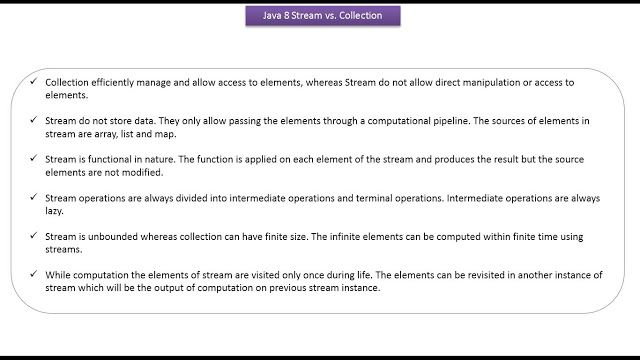 Java 8 Stream vs. Collection
✓ Collection efficiently manage and allow access to elements, whereas Stream do not allow direct manipulation or access to
elements.
✓ Stream do not store data. They only allow passing the elements through a computational pipeline. The sources of elements in
stream are array, list and map.
✓ Stream is functional in nature. The function is applied on each element of the stream and produces the result but the source
elements are not modified.
✓ Stream operations are always divided into intermediate operations and terminal operations. Intermediate operations are always
lazy.
✓ Stream is unbounded whereas collection can have finite size. The infinite elements can be computed within finite time using
streams.
✓ While computation the elements of stream are visited only once during life. The elements can be revisited in another instance of
stream which will be the output of computation on previous stream instance.